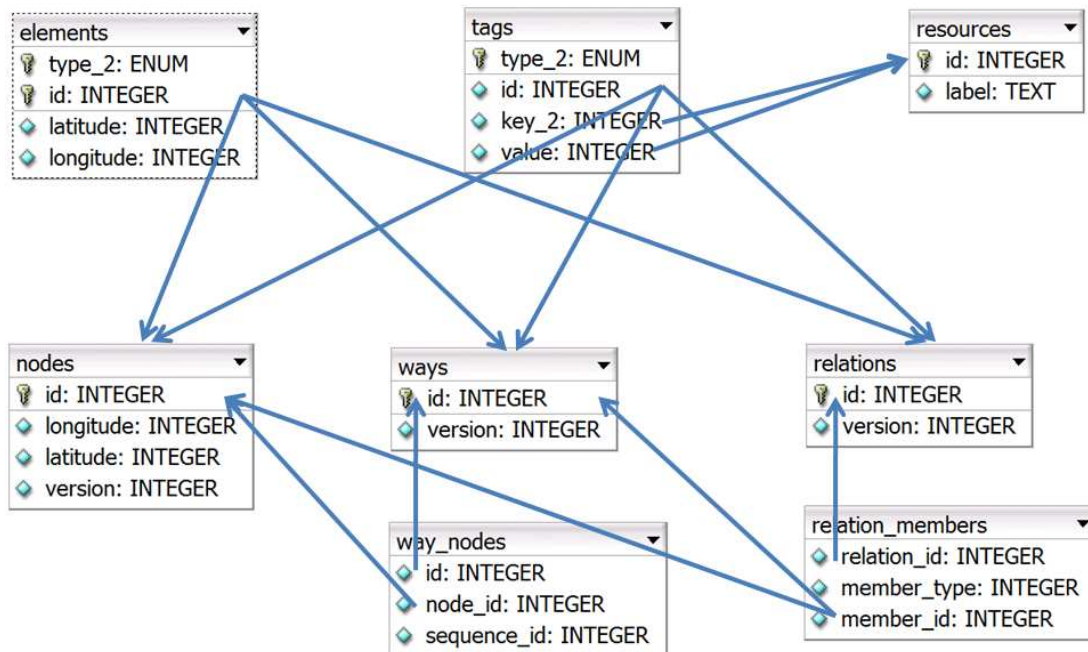 elements
type_2: ENUM
id: INTEGER
latitude: INTEGER
longitude: INTEGER
tags
type_2: ENUM
id: INTEGER
key_2: INTEGER
value: INTEGER
resources
id: INTEGER
label: TEXT
nodes
id: INTEGER
longitude: INTEGER
latitude: INTEGER
version: INTEGER
ways
id: INTEGER
version: INTEGER
relations
id: INTEGER
version: INTEGER
way_nodes
id: INTEGER
node_id: INTEGER
sequence_id: INTEGER
relation_members
relation_id: INTEGER
member_type: INTEGER
member_id: INTEGER